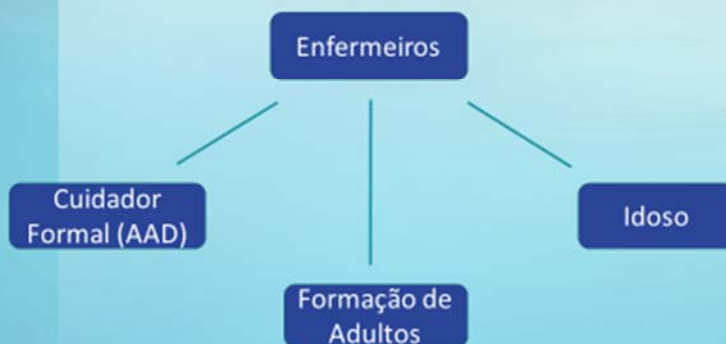 Enfermeiros
Cuidador
Formal (AAD)
Idoso
Formação de
Adultos